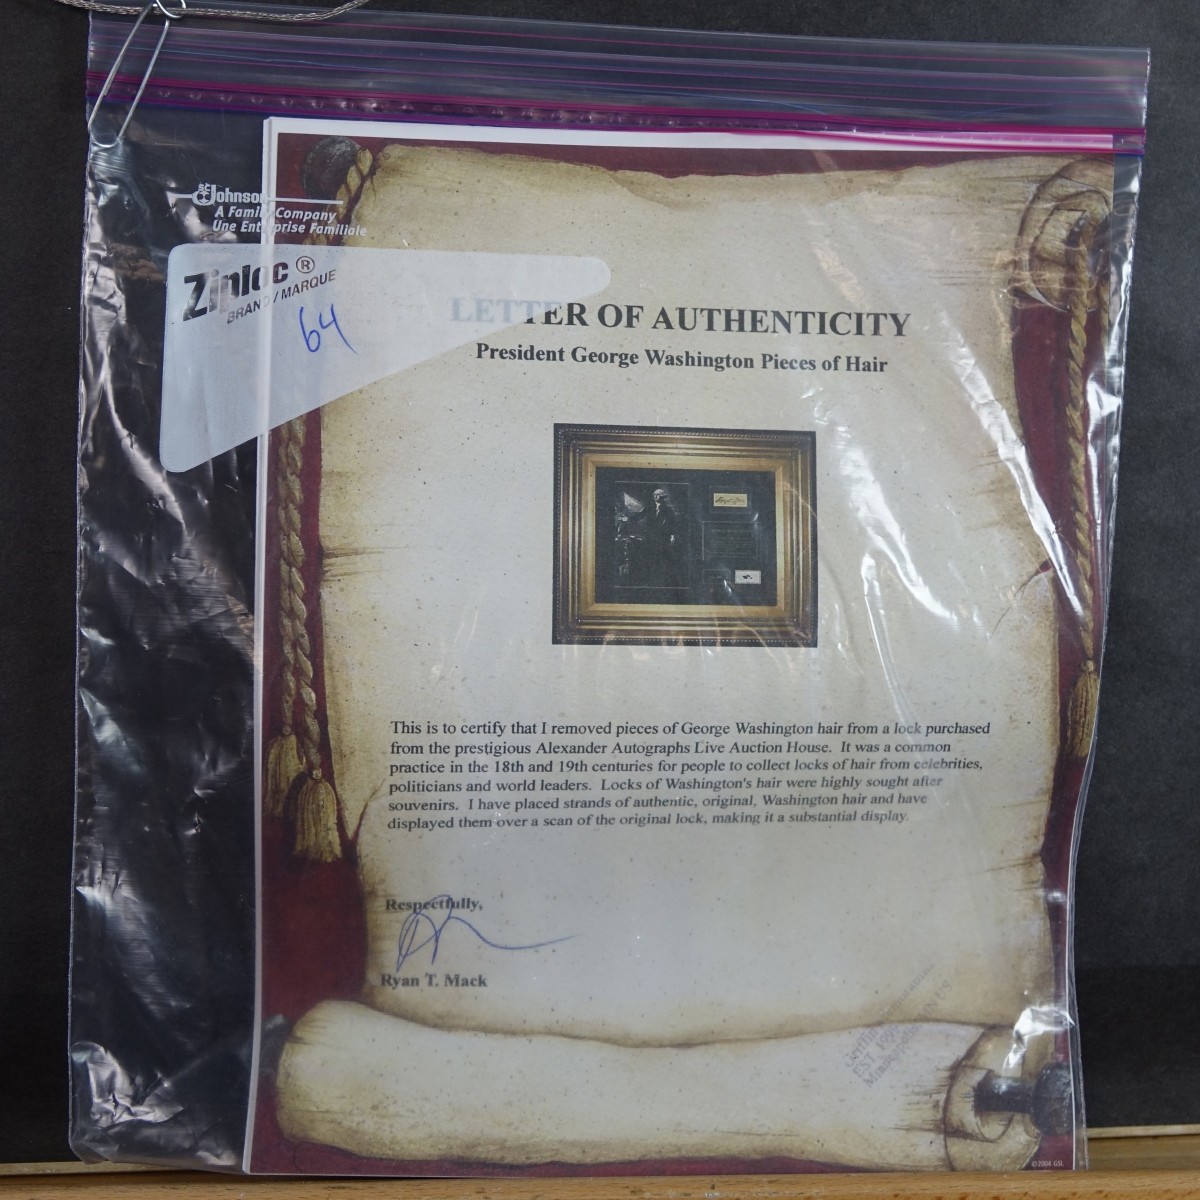 SC Johnson
A Family Company
Une Entreprise Familiale
Ziploc ®
BRAND / MARQUE
64
LETTER OF AUTHENTICITY
President George Washington Pieces of Hair
This is to certify that I removed pieces of George Washington hair from a lock purchased
from the prestigious Alexander Autographs Live Auction House. It was a common
practice in the 18th and 19th centuries for people to collect locks of hair from celebrities,
politicians and world leaders. Locks of Washington's hair were highly sought after
souvenirs. I have placed strands of authentic, original, Washington hair and have
displayed them over a scan of the original lock, making it a substantial display.
Respectfully,
Ryan T. Mack
©2004 GSL